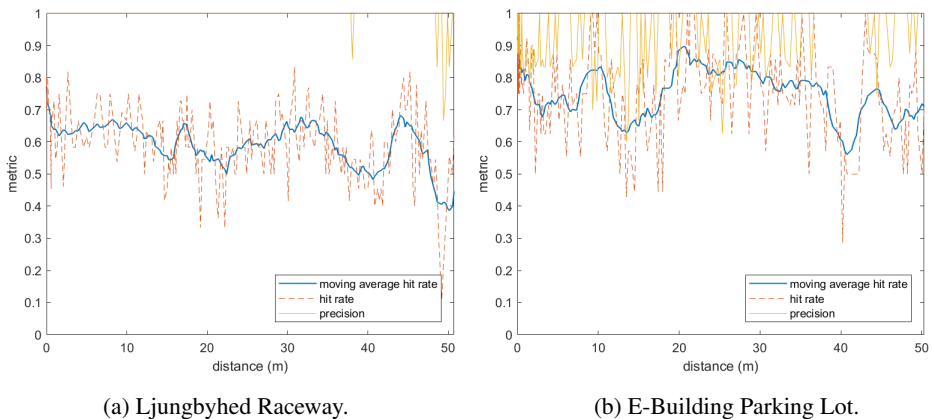 1
0.9
0.8
0.7
0.6
0.5
0.4
0.3
0.2
0.1
0
metric
0 10 20 30 40 50
distance (m)
moving average hit rate
hit rate
precision
(a) Ljungbyhed Raceway.
1
0.9
0.8
0.7
0.6
0.5
0.4
0.3
0.2
0.1
0
metric
0 10 20 30 40 50
distance (m)
moving average hit rate
hit rate
precision
(b) E-Building Parking Lot.